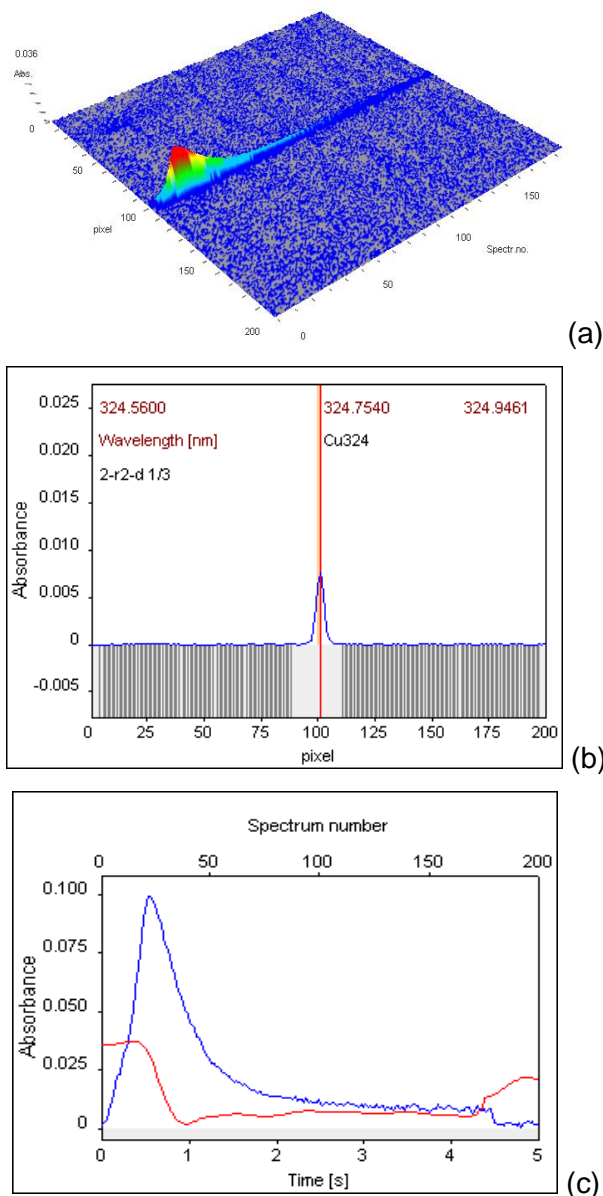 0.036
Abs.
0
50
100
pixel
150
200
0
50
100
Spectr.no.
150
(a)
324.5600 324.7540 324.9461
Wavelength [nm] Cu324
2-r2-d 1/3
Absorbance
0.025
0.020
0.015
0.010
0.005
0
-0.005
0 25 50 75 100 125 150 175 200
pixel
(b)
Spectrum number
0 50 100 150 200
Absorbance
0.100
0.075
0.050
0.025
0
0 1 2 3 4 5
Time [s]
(c)